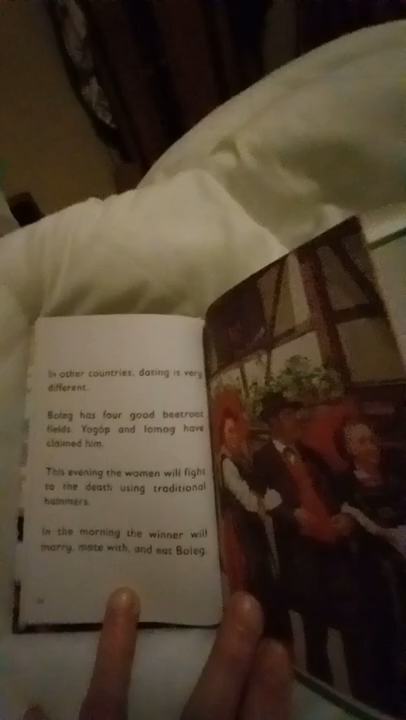 In other countries, dating is very
different.
Boleg has four good beetroot
fields. Yogöp and Iamog have
claimed him.
This evening the women will fight
to the death using traditional
hammers.
In the morning the winner will
marry, mate with, and eat Boleg.